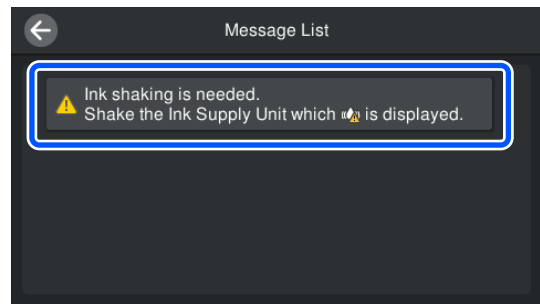 Message List
Ink shaking is needed.
Shake the Ink Supply Unit which is displayed.